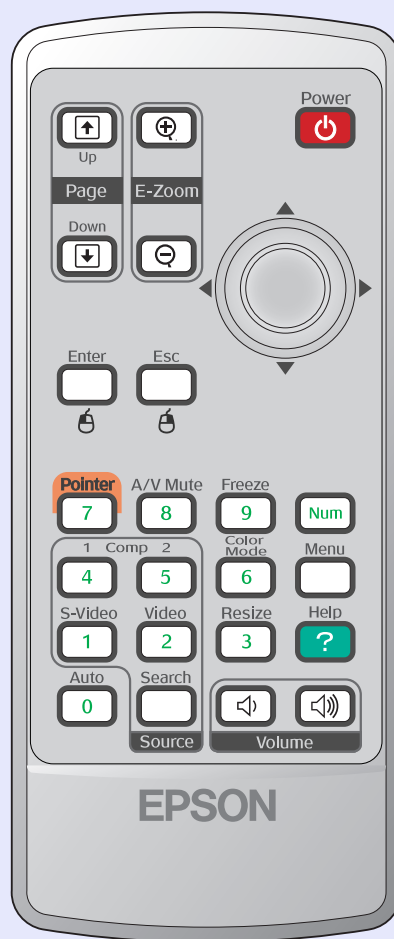 Power
Up
Page E-Zoom
Down
Enter Esc
Pointer A/V Mute Freeze
7 8 9 Num
1 Comp 2 Color Mode Menu
4 5 6
S-Video Video Resize Help
1 2 3 ?
Auto Search
0
Source Volume
EPSON